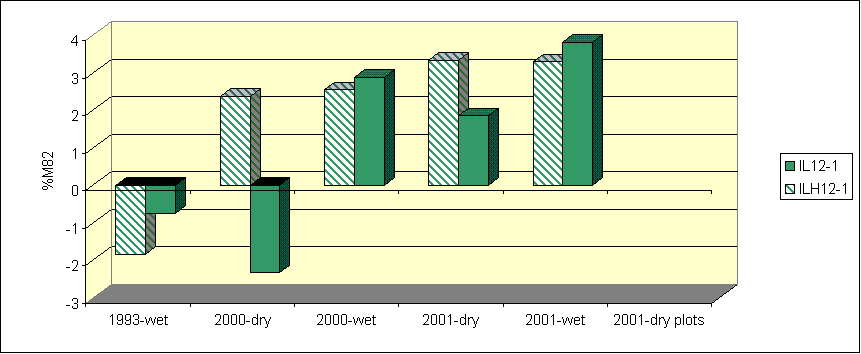 4
3
2
1
0
-1
-2
-3
%M82
1993-wet
2000-dry
2000-wet
2001-dry
2001-wet
2001-dry plots
IL12-1
ILH12-1